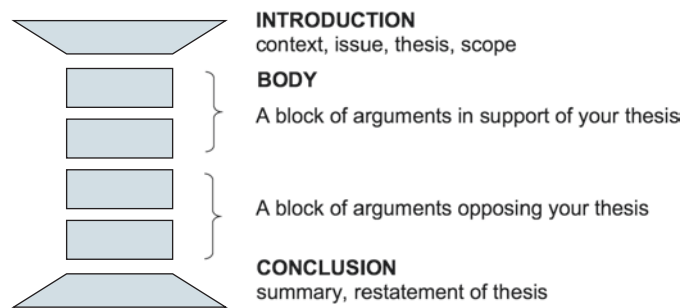 INTRODUCTION
context, issue, thesis, scope
BODY
A block of arguments in support of your thesis
A block of arguments opposing your thesis
CONCLUSION
summary, restatement of thesis